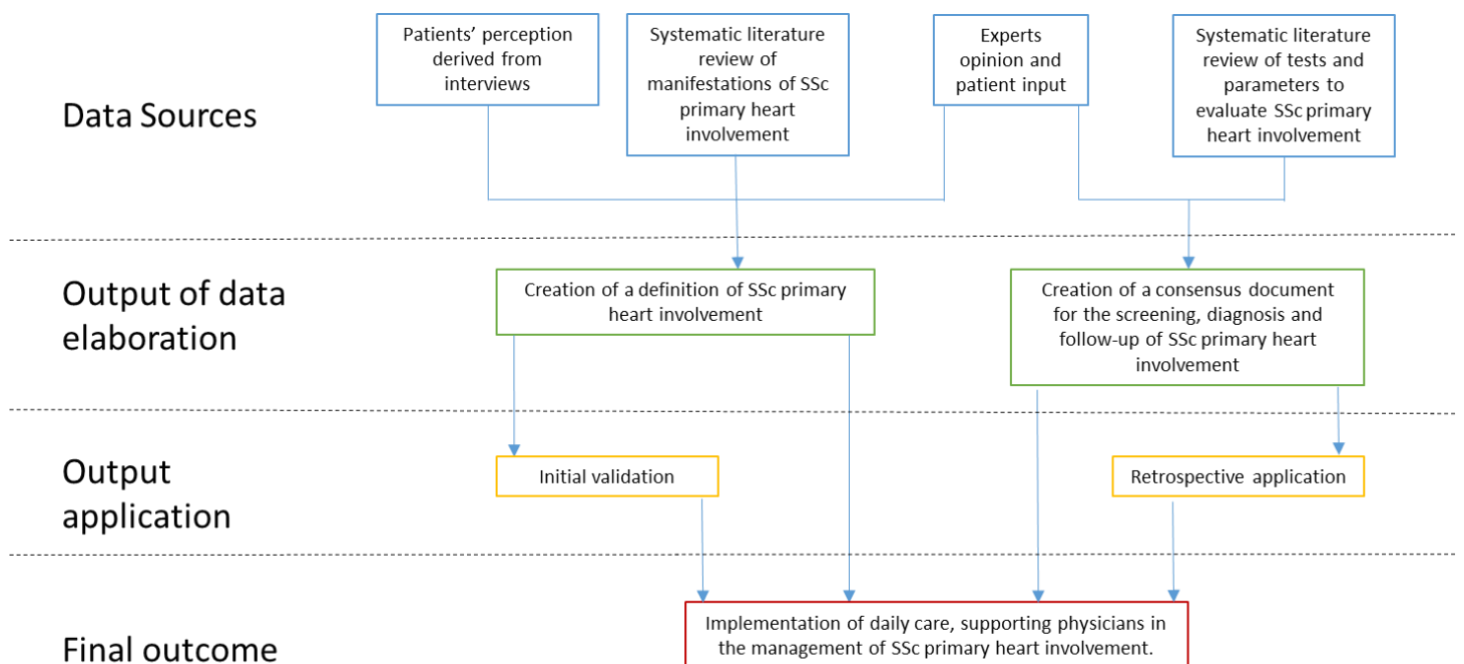 Data Sources
Patients' perception
derived from
interviews
Systematic literature
review of
manifestations of SSc
primary heart
involvement
Experts
opinion and
patient input
Systematic literature
review of tests and
parameters to
evaluate SSc primary
heart involvement
Output of data
elaboration
Creation of a definition of SSc primary
heart involvement
Creation of a consensus document
for the screening, diagnosis and
follow-up of SSc primary heart
involvement
Output
application
Initial validation
Retrospective application
Final outcome
Implementation of daily care, supporting physicians in
the management of SSc primary heart involvement.